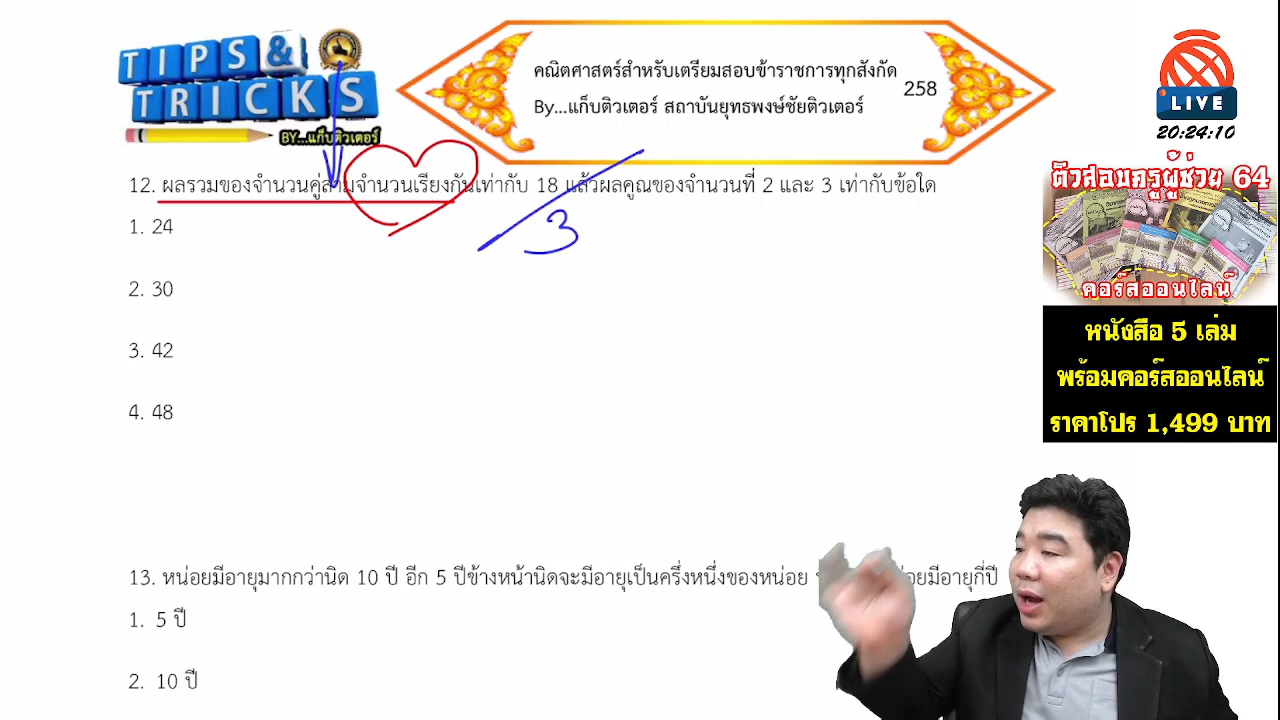 TIPS &
TRICKS
BY...แก็บติวเตอร์
คณิตศาสตร์สำหรับเตรียมสอบข้าราชการทุกสังกัด
By...แก็บติวเตอร์ สถาบันยุทธพงษ์ชัยติวเตอร์
258
LIVE
20:24:10
12. ผลรวมของจำนวนคู่สามจำนวนเรียงกันเท่ากับ 18 แล้วผลคูณของจำนวนที่ 2 และ 3 เท่ากับข้อใด
3
1. 24
2. 30
3. 42
4. 48
ติวสอบครูผู้ช่วย 64
คอร์สออนไลน์
หนังสือ 5 เล่ม
พร้อมคอร์สออนไลน์
ราคาโปร 1,499 บาท
13. หน่อยมีอายุมากกว่านิด 10 ปี อีก 5 ปีข้างหน้านิดจะมีอายุเป็นครึ่งหนึ่งของหน่อย มีอายุกี่ปี
1. 5 ปี
2. 10 ปี